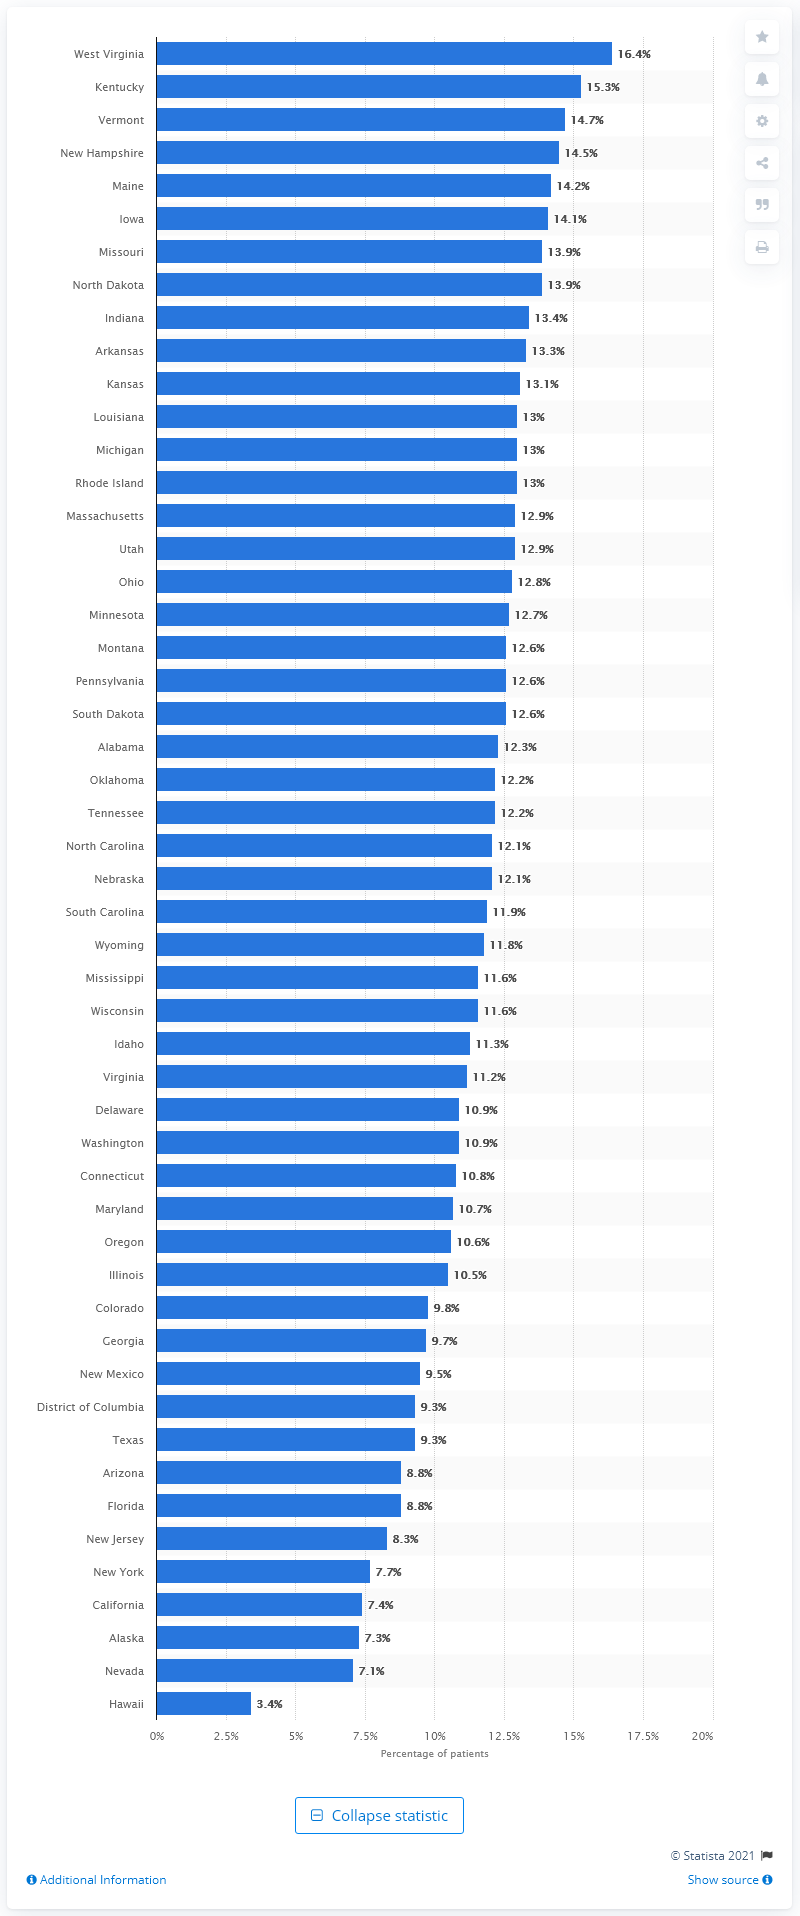 West Virginia 16.4%
Kentucky 15.3%
Vermont 14.7%
New Hampshire 14.5%
Maine 14.2%
Iowa 14.1%
Missouri 13.9%
North Dakota 13.9%
Indiana 13.4%
Arkansas 13.3%
Kansas 13.1%
Louisiana 13%
Michigan 13%
Rhode Island 13%
Massachusetts 12.9%
Utah 12.9%
Ohio 12.8%
Minnesota 12.7%
Montana 12.6%
Pennsylvania 12.6%
South Dakota 12.6%
Alabama 12.3%
Oklahoma 12.2%
Tennessee 12.2%
North Carolina 12.1%
Nebraska 12.1%
South Carolina 11.9%
Wyoming 11.8%
Mississippi 11.6%
Wisconsin 11.6%
Idaho 11.3%
Virginia 11.2%
Delaware 10.9%
Washington 10.9%
Connecticut 10.8%
Maryland 10.7%
Oregon 10.6%
Illinois 10.5%
Colorado 9.8%
Georgia 9.7%
New Mexico 9.5%
District of Columbia 9.3%
Texas 9.3%
Arizona 8.8%
Florida 8.8%
New Jersey 8.3%
New York 7.7%
California 7.4%
Alaska 7.3%
Nevada 7.1%
Hawaii 3.4%
0% 2.5% 5% 7.5% 10% 12.5% 15% 17.5% 20%
Percentage of patients
Collapse statistic
© Statista 2021
Additional Information Show source